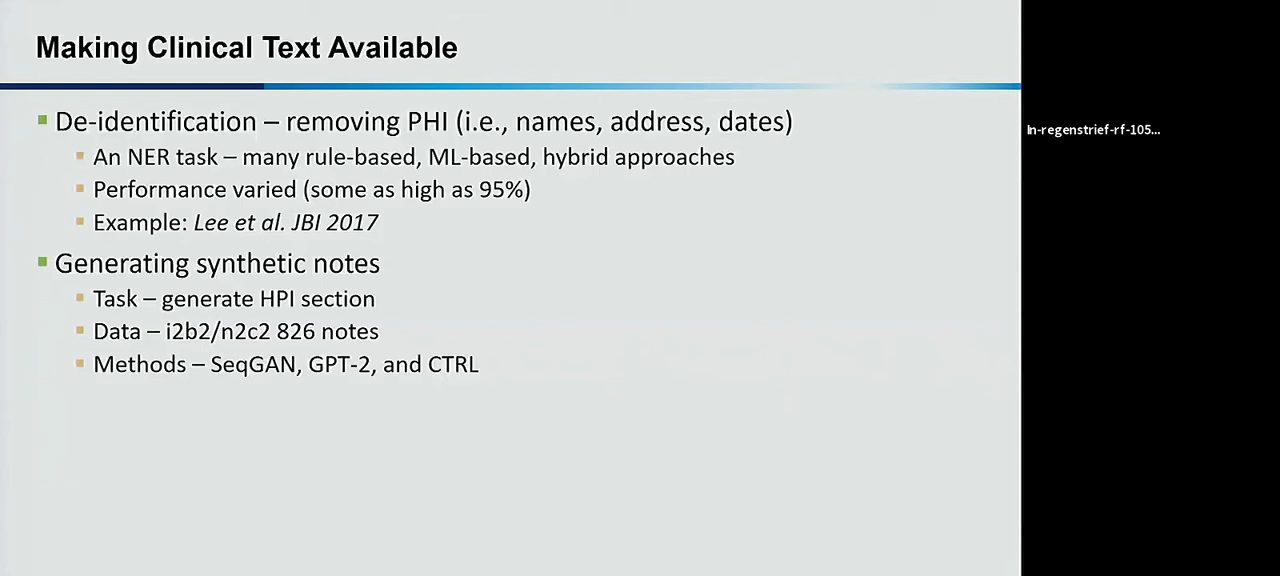 Making Clinical Text Available
De-identification – removing PHI (i.e., names, address, dates)
An NER task – many rule-based, ML-based, hybrid approaches
Performance varied (some as high as 95%)
Example: Lee et al. JBI 2017
Generating synthetic notes
Task – generate HPI section
Data – i2b2/n2c2 826 notes
Methods – SeqGAN, GPT-2, and CTRL
In-regenstrief-rf-105...